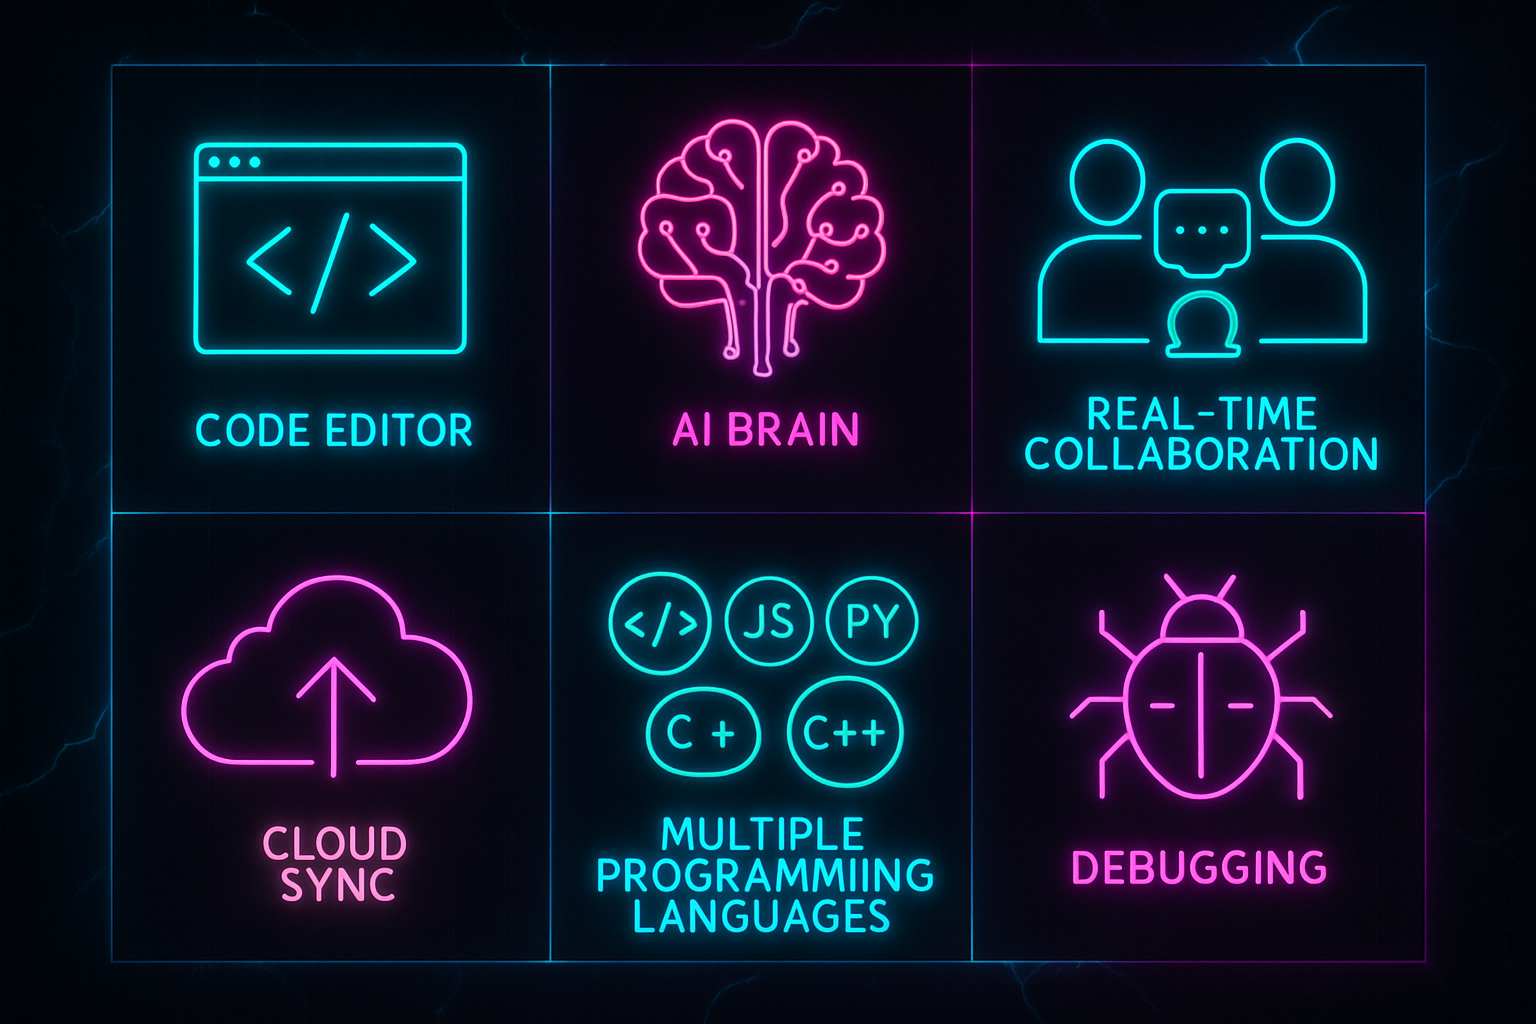 </>
CODE EDITOR
AI BRAIN
REAL-TIME
COLLABORATION
CLOUD
SYNC
</> JS PY
C + C++
MULTIPLE
PROGRAMMIING
LANGUAGES
DEBUGGING